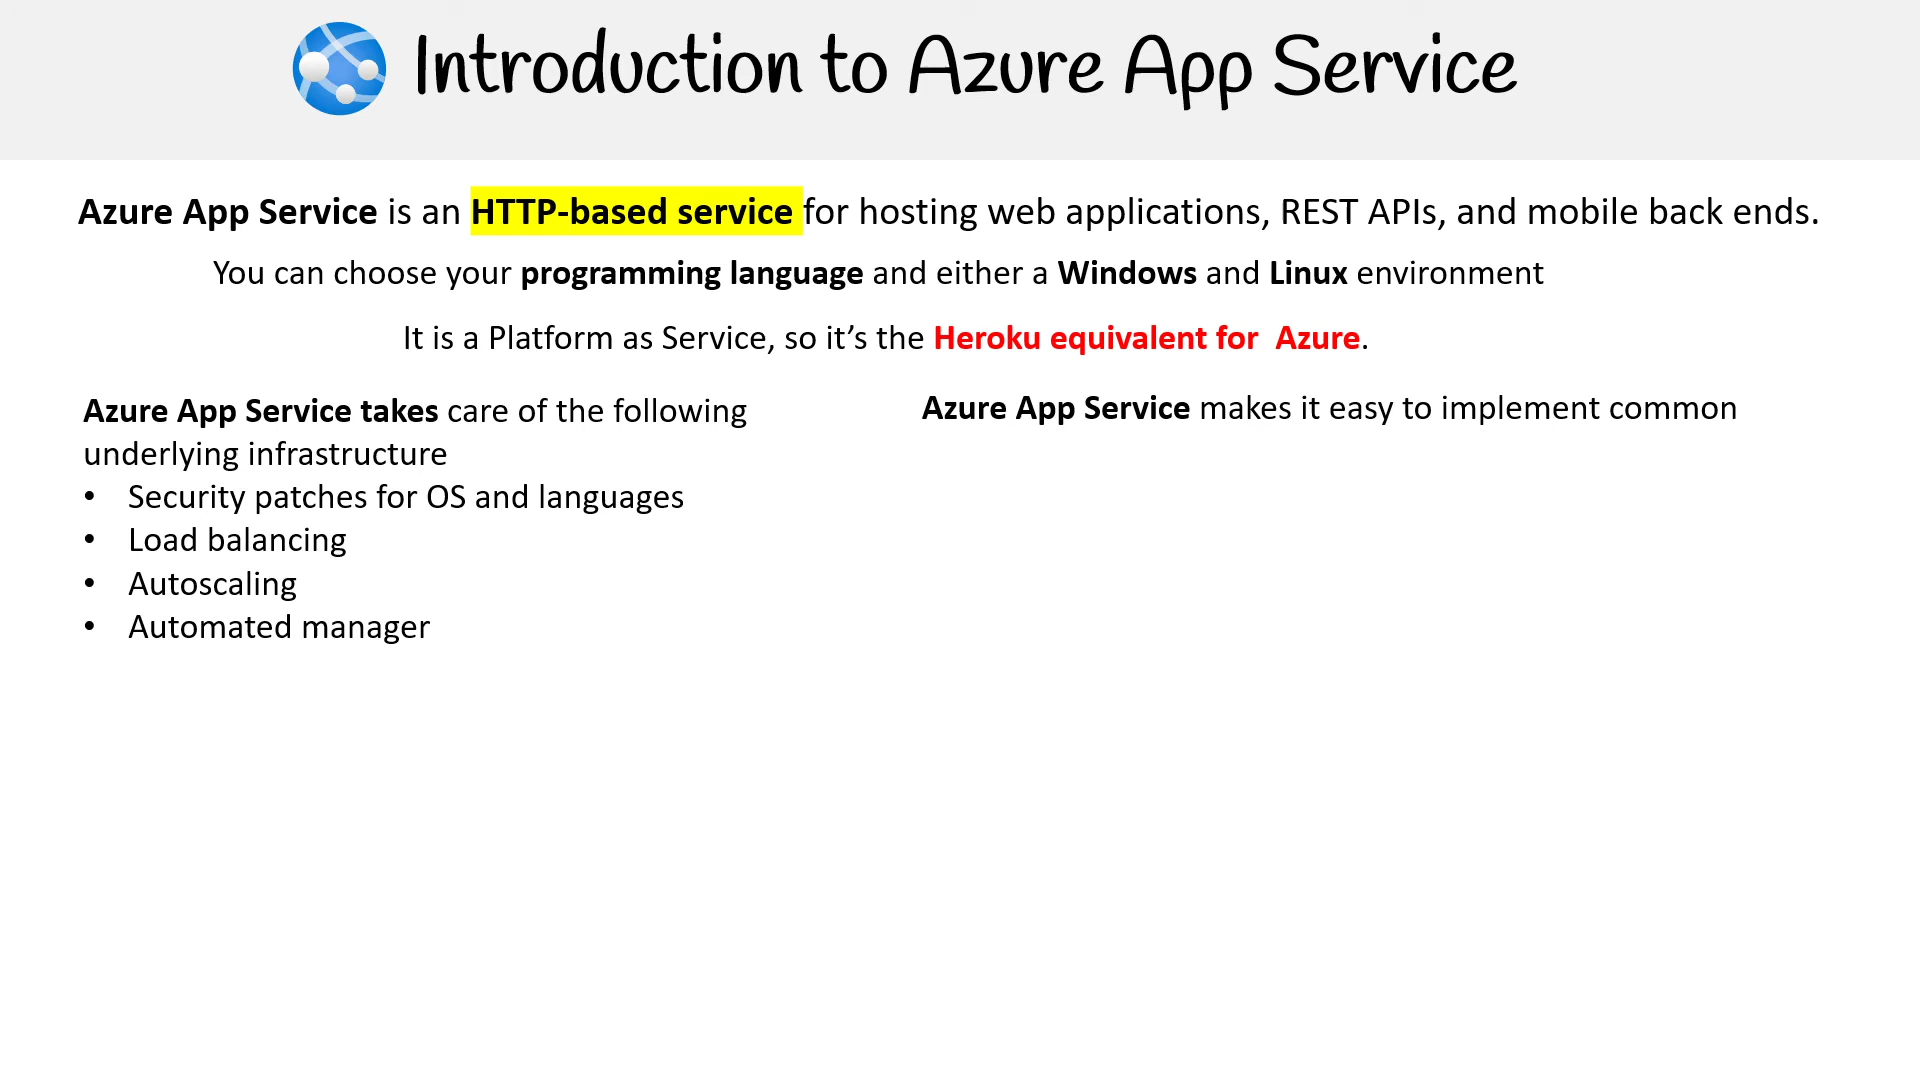 Introduction to Azure App Service
Azure App Service is an HTTP-based service for hosting web applications, REST APIs, and mobile back ends.
You can choose your programming language and either a Windows and Linux environment
It is a Platform as Service, so it’s the Heroku equivalent for  Azure.
Azure App Service takes care of the following
underlying infrastructure
• Security patches for OS and languages
• Load balancing
• Autoscaling
• Automated manager
Azure App Service makes it easy to implement common